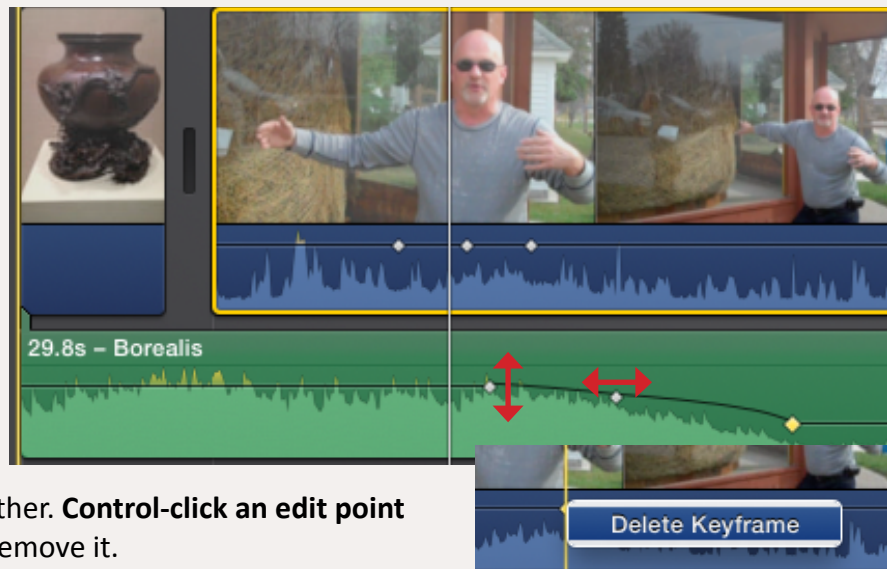 29.8s – Borealis
ther. Control-click an edit point
emove it.
Delete Keyframe